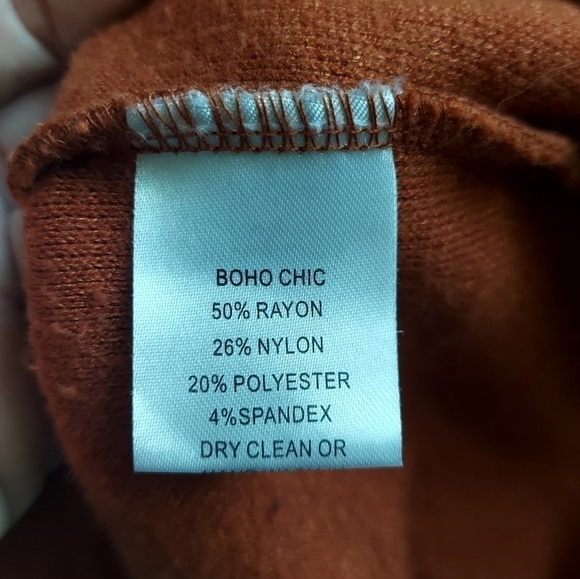 BOHO CHIC
50% RAYON
26% NYLON
20% POLYESTER
4%SPANDEX
DRY CLEAN OR